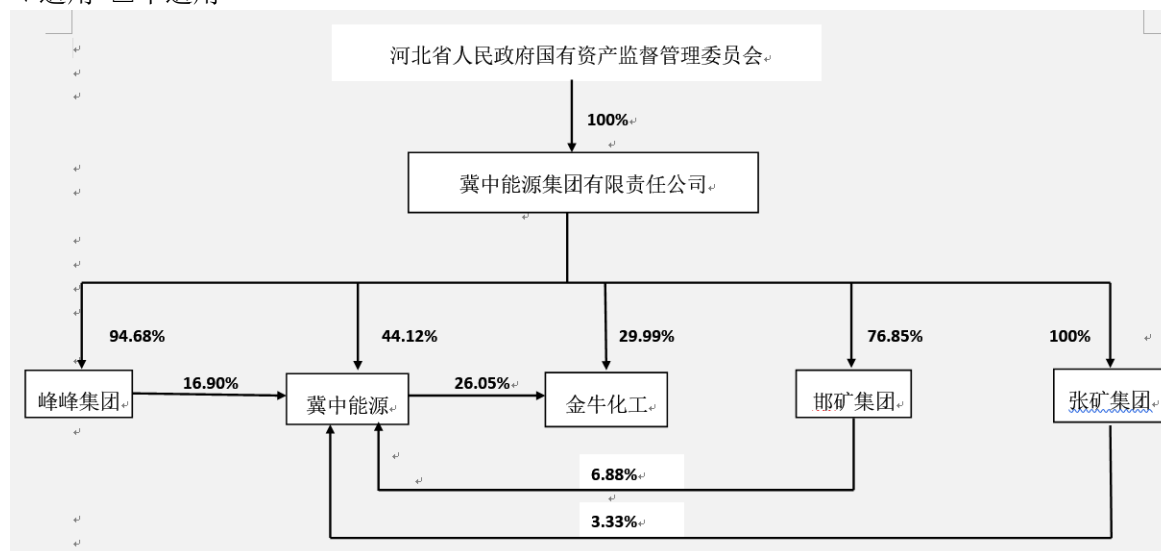 河北省人民政府国有资产监督管理委员会
100%
冀中能源集团有限责任公司
94.68%
44.12%
29.99%
76.85%
100%
峰峰集团
16.90%
冀中能源
26.05%
金牛化工
邯矿集团
张矿集团
6.88%
3.33%